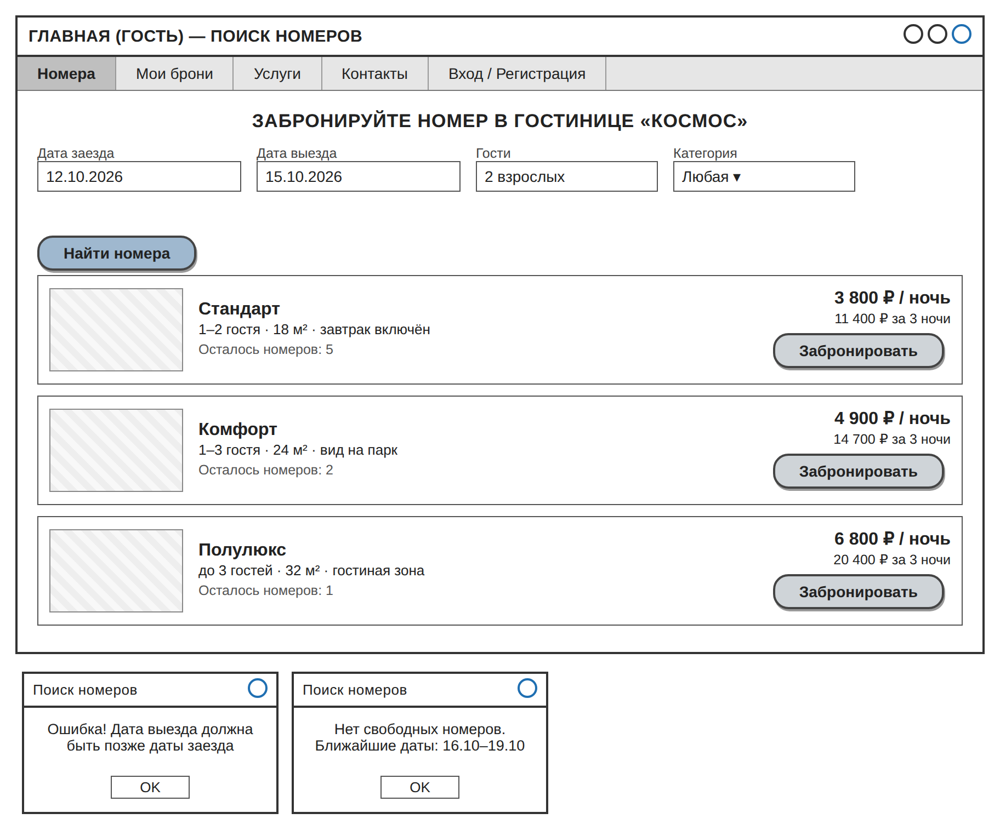 ГЛАВНАЯ (ГОСТЬ) — ПОИСК НОМЕРОВ
Номера
Мои брони
Услуги
Контакты
Вход / Регистрация
ЗАБРОНИРУЙТЕ НОМЕР В ГОСТИНИЦЕ «КОСМОС»
Дата заезда
12.10.2026
Дата выезда
15.10.2026
Гости
2 взрослых
Категория
Любая ▾
Найти номера
Стандарт
1–2 гостя · 18 м² · завтрак включён
Осталось номеров: 5
3 800 ₽ / ночь
11 400 ₽ за 3 ночи
Забронировать
Комфорт
1–3 гостя · 24 м² · вид на парк
Осталось номеров: 2
4 900 ₽ / ночь
14 700 ₽ за 3 ночи
Забронировать
Полулюкс
до 3 гостей · 32 м² · гостиная зона
Осталось номеров: 1
6 800 ₽ / ночь
20 400 ₽ за 3 ночи
Забронировать
Поиск номеров
Ошибка! Дата выезда должна
быть позже даты заезда
OK
Поиск номеров
Нет свободных номеров.
Ближайшие даты: 16.10–19.10
OK